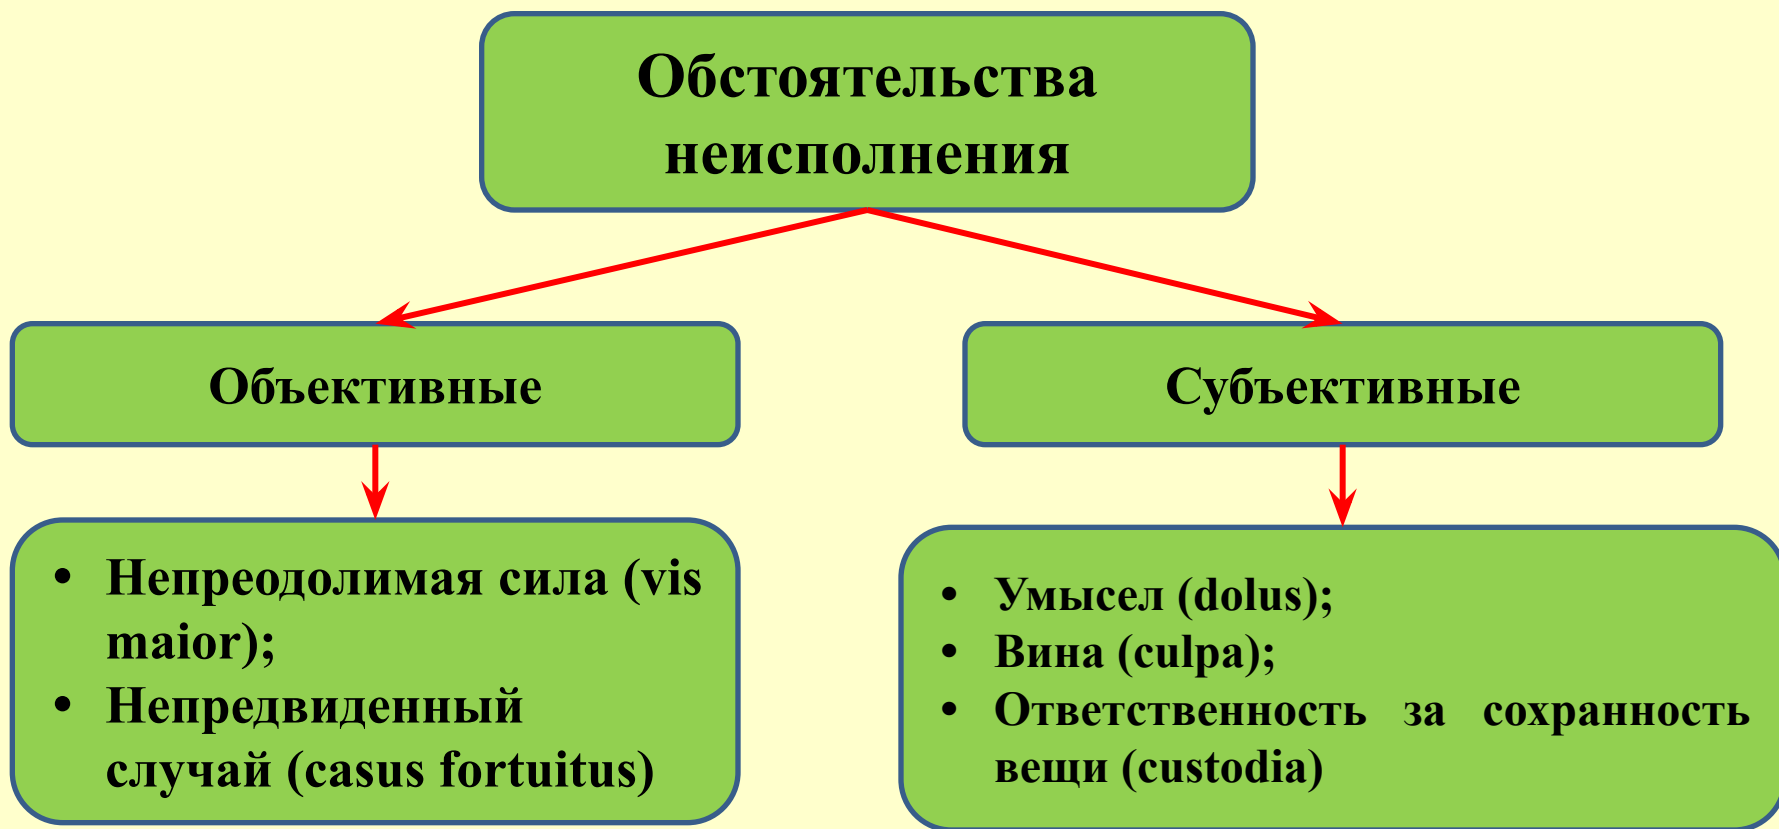 Обстоятельства
неисполнения
Объективные
Субъективные
• Непреодолимая сила (vis
maior);
• Непредвиденный
случай (casus fortuitus)
• Умысел (dolus);
• Вина (culpa);
• Ответственность за сохранность
вещи (custodia)